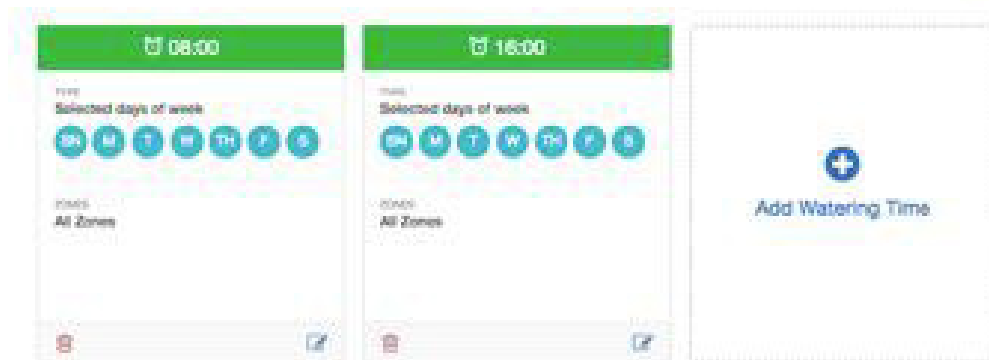 08:00
TYPE
Selected days of week
SN M T W TH F S
ZONES
All Zones
16:00
TYPE
Selected days of week
SN M T W TH F S
ZONES
All Zones
Add Watering Time